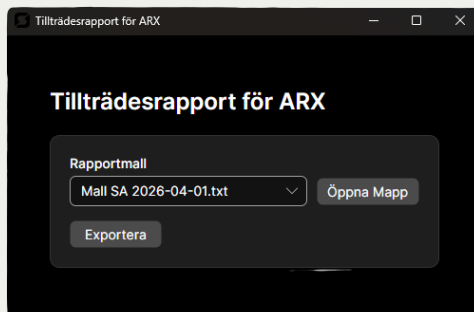 Tillträdesrapport för ARX
Tillträdesrapport för ARX
Rapportmall
Mall SA 2026-04-01.txt
Öppna Mapp
Exportera